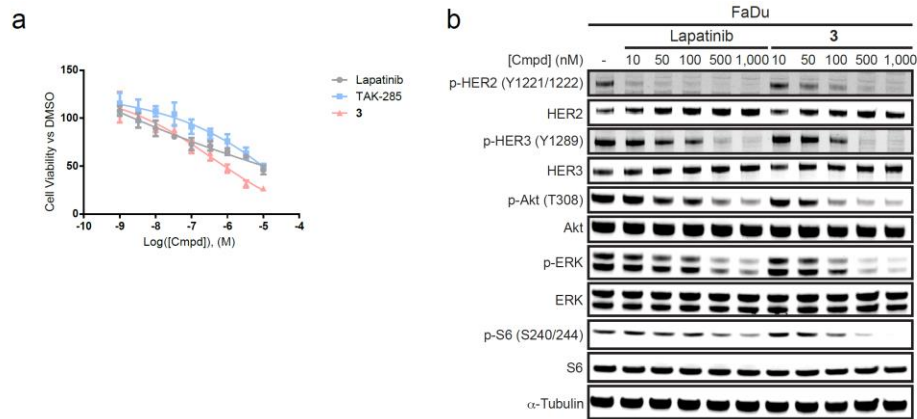 a
150
100
50
0
Cell Viability vs DMSO
-10 -9 -8 -7 -6 -5 -4
Log([Cmpd]), (M)
Lapatinib
TAK-285
3
b
FaDu
Lapatinib 3
[Cmpd] (nM) - 10 50 100 500 1,000 10 50 100 500 1,000
p-HER2 (Y1221/1222)
HER2
p-HER3 (Y1289)
HER3
p-Akt (T308)
Akt
p-ERK
ERK
p-S6 (S240/244)
S6
α-Tubulin